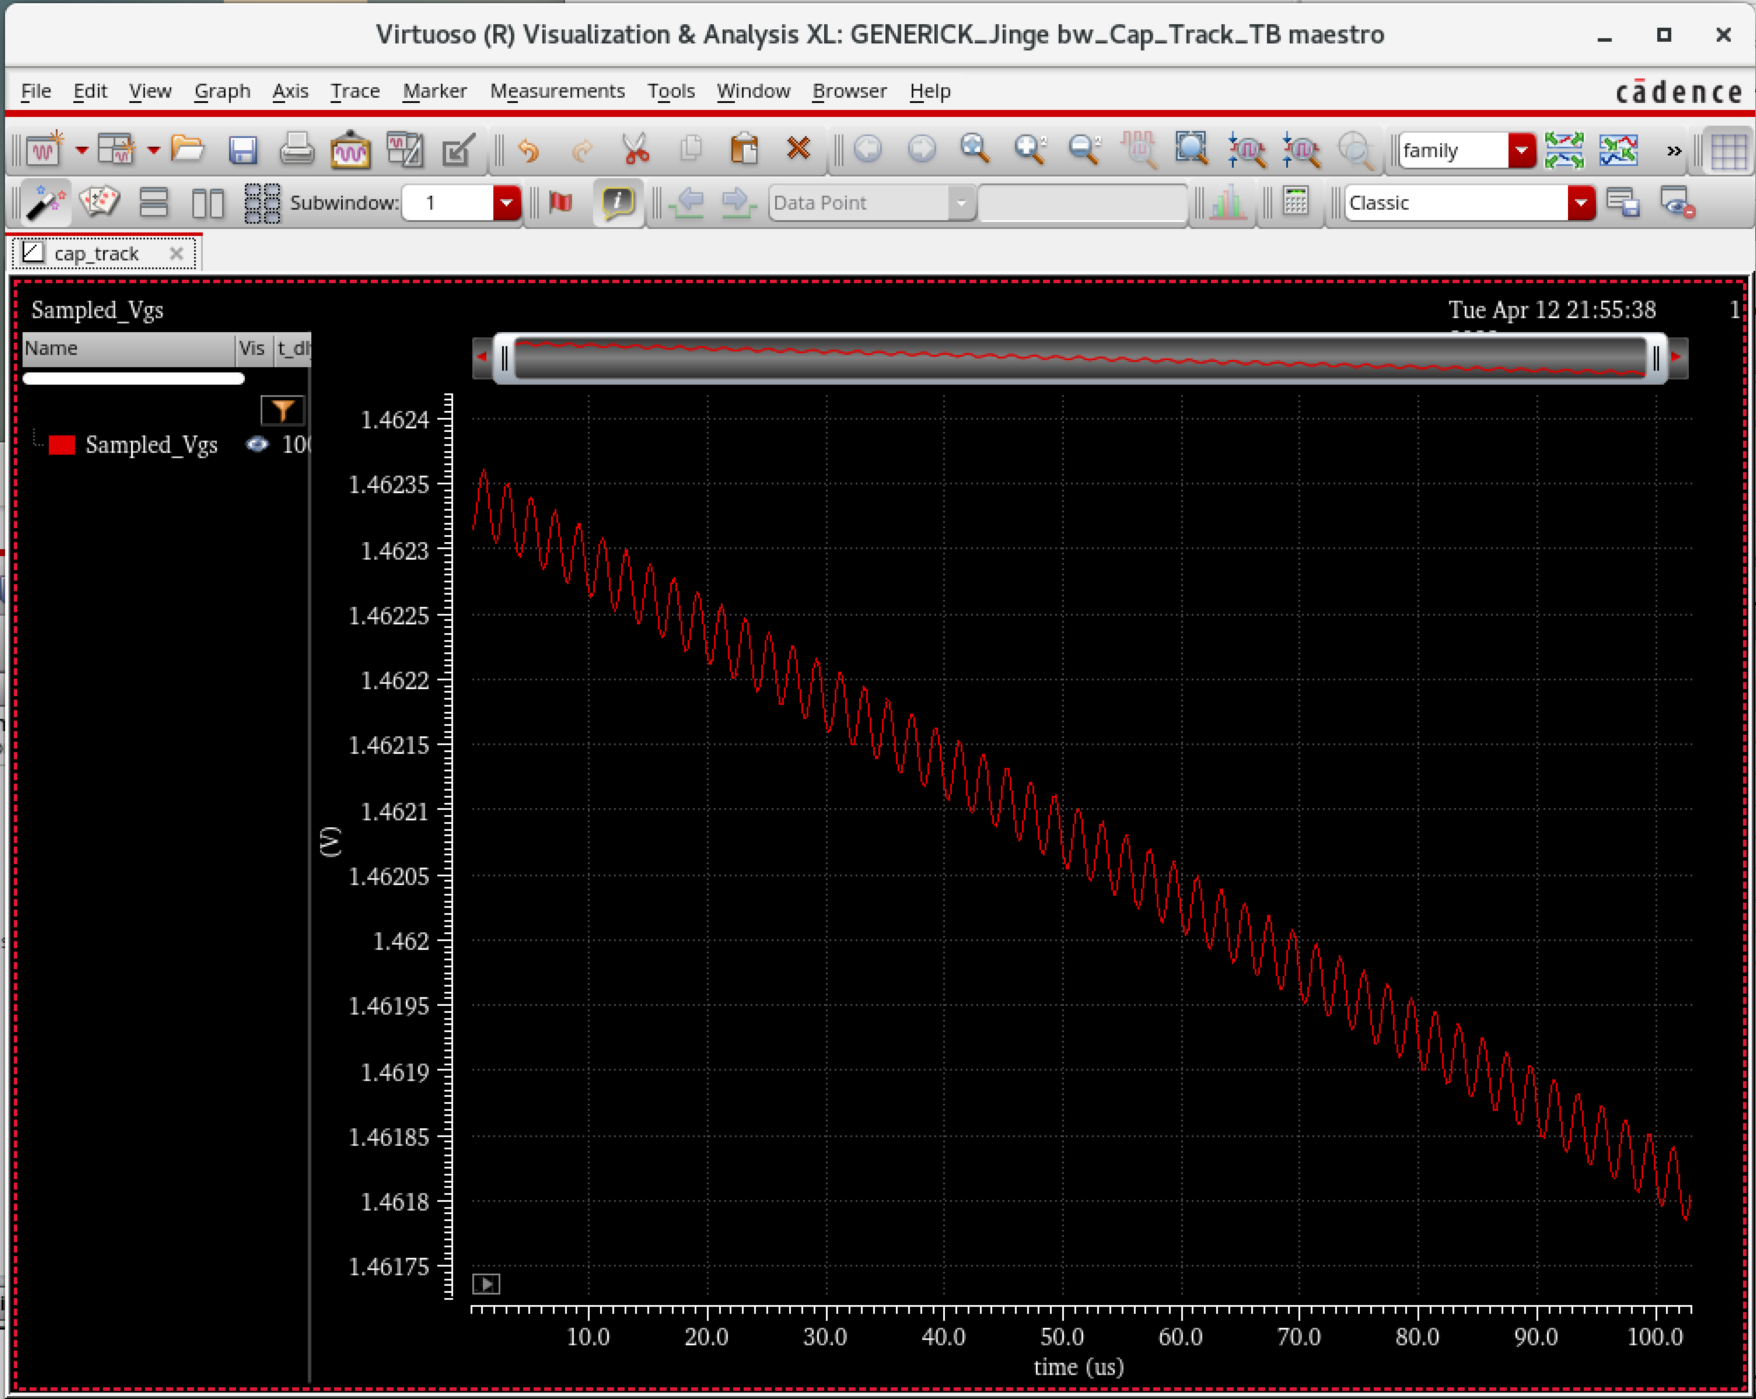 Virtuoso (R) Visualization & Analysis XL: GENERICK_Jinge bw_Cap_Track_TB maestro
File Edit View Graph Axis Trace Marker Measurements Tools Window Browser Help
cādence
family
»
Subwindow: 1
Data Point
Classic
cap_track
Sampled_Vgs
Tue Apr 12 21:55:38
1
Name Vis
Sampled_Vgs
1.4624
1.46235
1.4623
1.46225
1.4622
1.46215
1.4621
1.46205
1.462
1.46195
1.4619
1.46185
1.4618
1.46175
(V)
10.0 20.0 30.0 40.0 50.0 60.0 70.0 80.0 90.0 100.0
time (us)